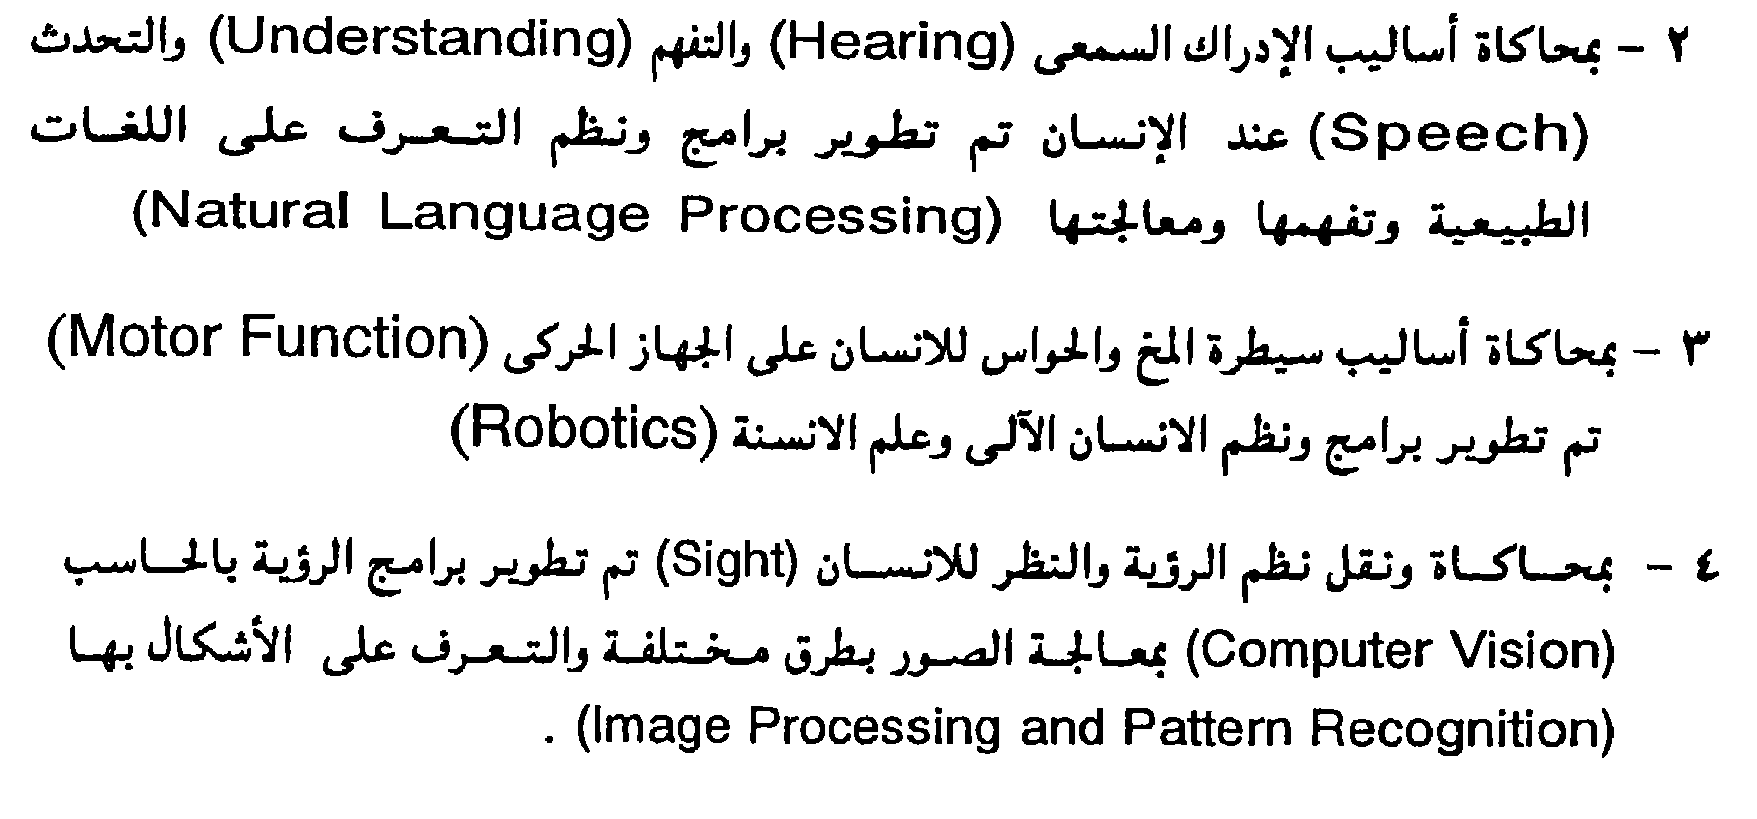 ٢ - بمحاكاة أساليب الإدراك السمعى (Hearing) والتفهم (Understanding) والتحدث
(Speech) عند الإنسان تم تطوير برامج ونظم التعرف على اللغات
الطبيعية وتفهمها ومعالجتها (Natural Language Processing)
٣ - بمحاكاة أساليب سيطرة المخ والحواس للانسان على الجهاز الحركى (Motor Function)
تم تطوير برامج ونظم الانسان الآلى وعلم الانسنة (Robotics)
٤ - بمحاكاة ونقل نظم الرؤية والنظر للانسان (Sight) تم تطوير برامج الرؤية بالحاسب
(Computer Vision) بمعالجة الصور بطرق مختلفة والتعرف على الأشكال بها
(Image Processing and Pattern Recognition) .